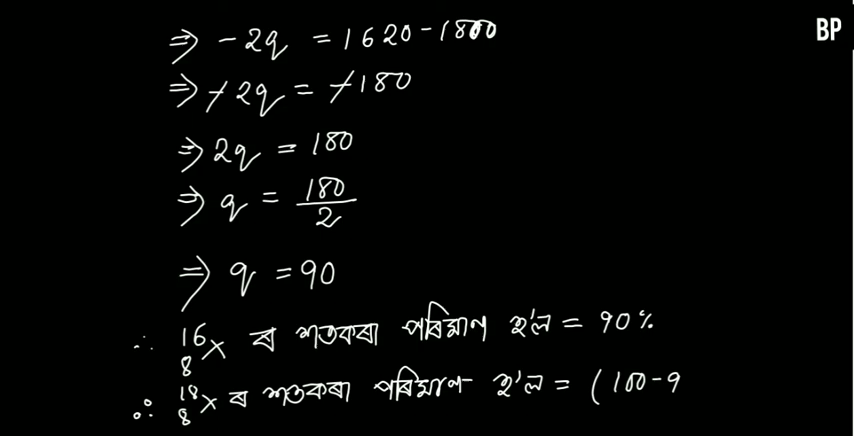 BP
⇒ -2q = 1620 - 1800
⇒ -2q = -180
⇒ 2q = 180
⇒ q = 180/2
⇒ q = 90
∴ ¹⁶₈X ৰ শতকৰা পৰিমাণ হ'ল = 90%
∴ ¹⁸₈X ৰ শতকৰা পৰিমাণ হ'ল = (100-9